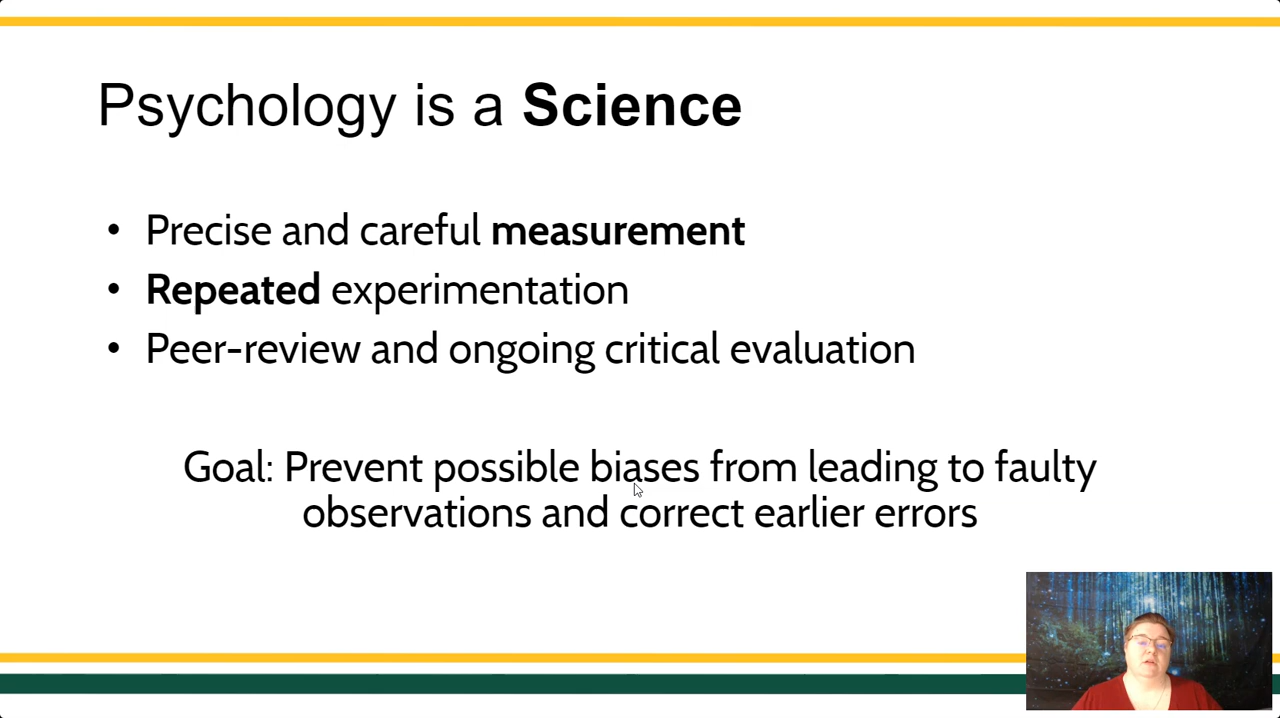 Psychology is a Science
• Precise and careful measurement
• Repeated experimentation
• Peer-review and ongoing critical evaluation
Goal: Prevent possible biases from leading to faulty
observations and correct earlier errors